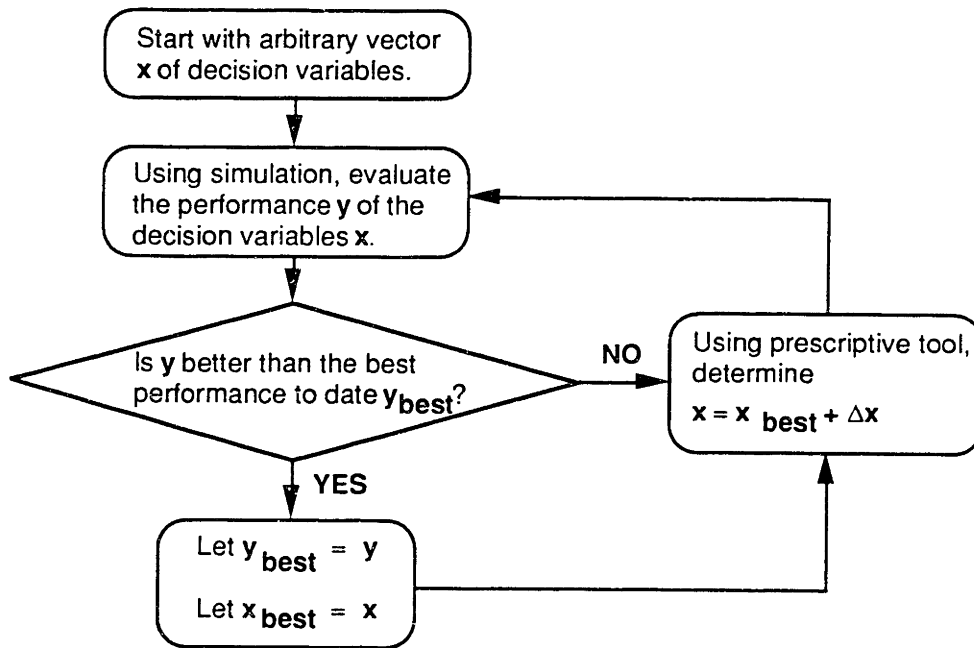 Start with arbitrary vector
x of decision variables.
Using simulation, evaluate
the performance y of the
decision variables x.
Is y better than the best
performance to date y best?
NO
Using prescriptive tool,
determine
x = x best + Δx
YES
Let y best = y
Let x best = x